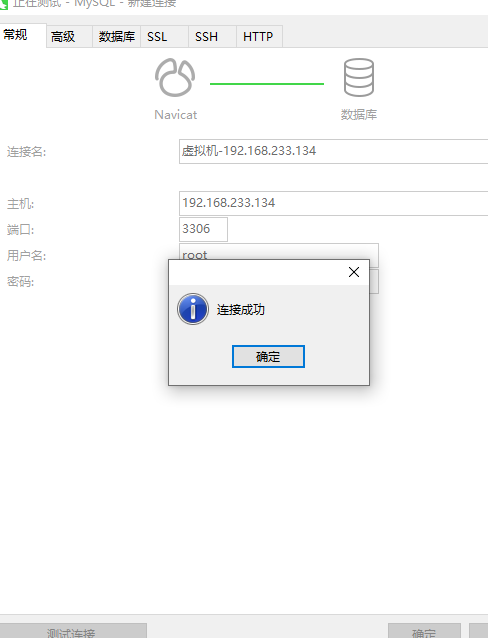 正在测试 - MySQL - 新建连接
常规 高级 数据库 SSL SSH HTTP
Navicat 数据库
连接名: 虚拟机-192.168.233.134
主机: 192.168.233.134
端口: 3306
用户名: root
密码:
连接成功
确定
测试连接 确定